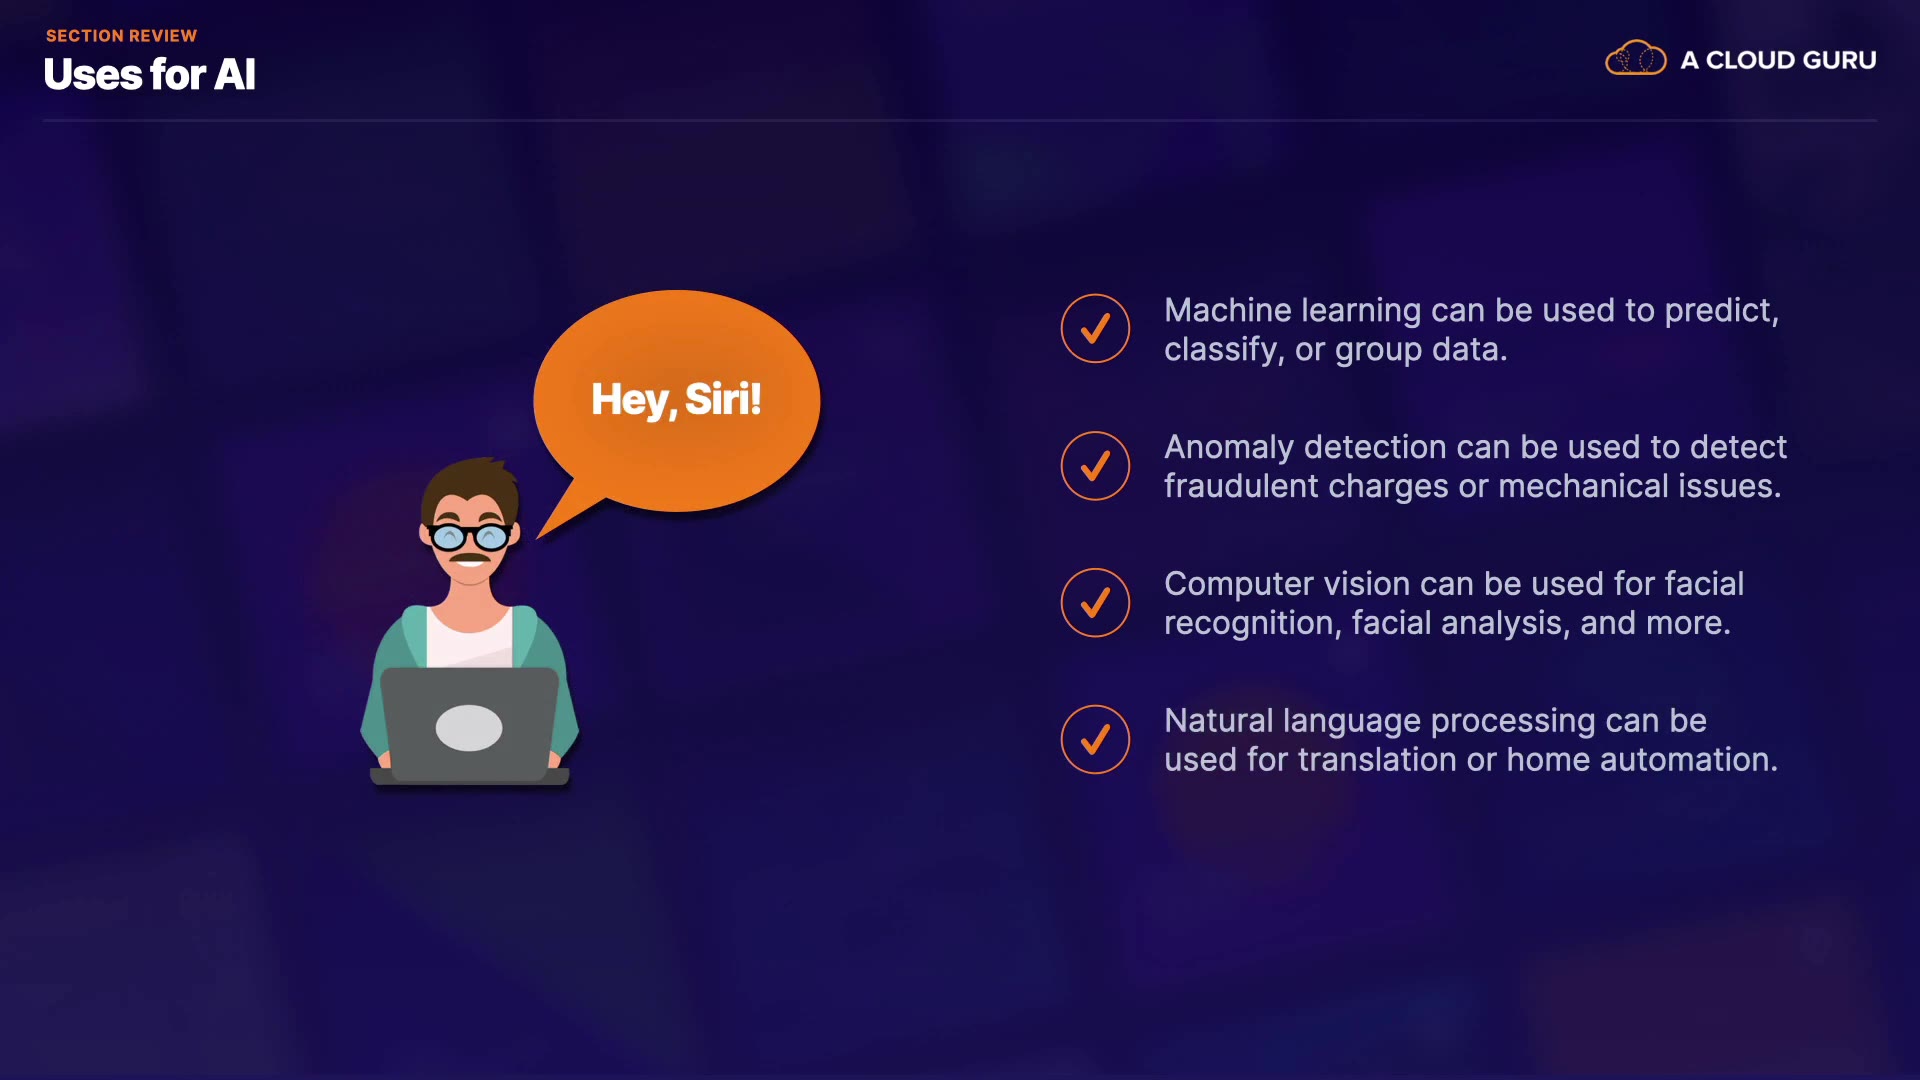 SECTION REVIEW
Uses for AI
A CLOUD GURU
Hey, Siri!
Machine learning can be used to predict,
classify, or group data.
Anomaly detection can be used to detect
fraudulent charges or mechanical issues.
Computer vision can be used for facial
recognition, facial analysis, and more.
Natural language processing can be
used for translation or home automation.